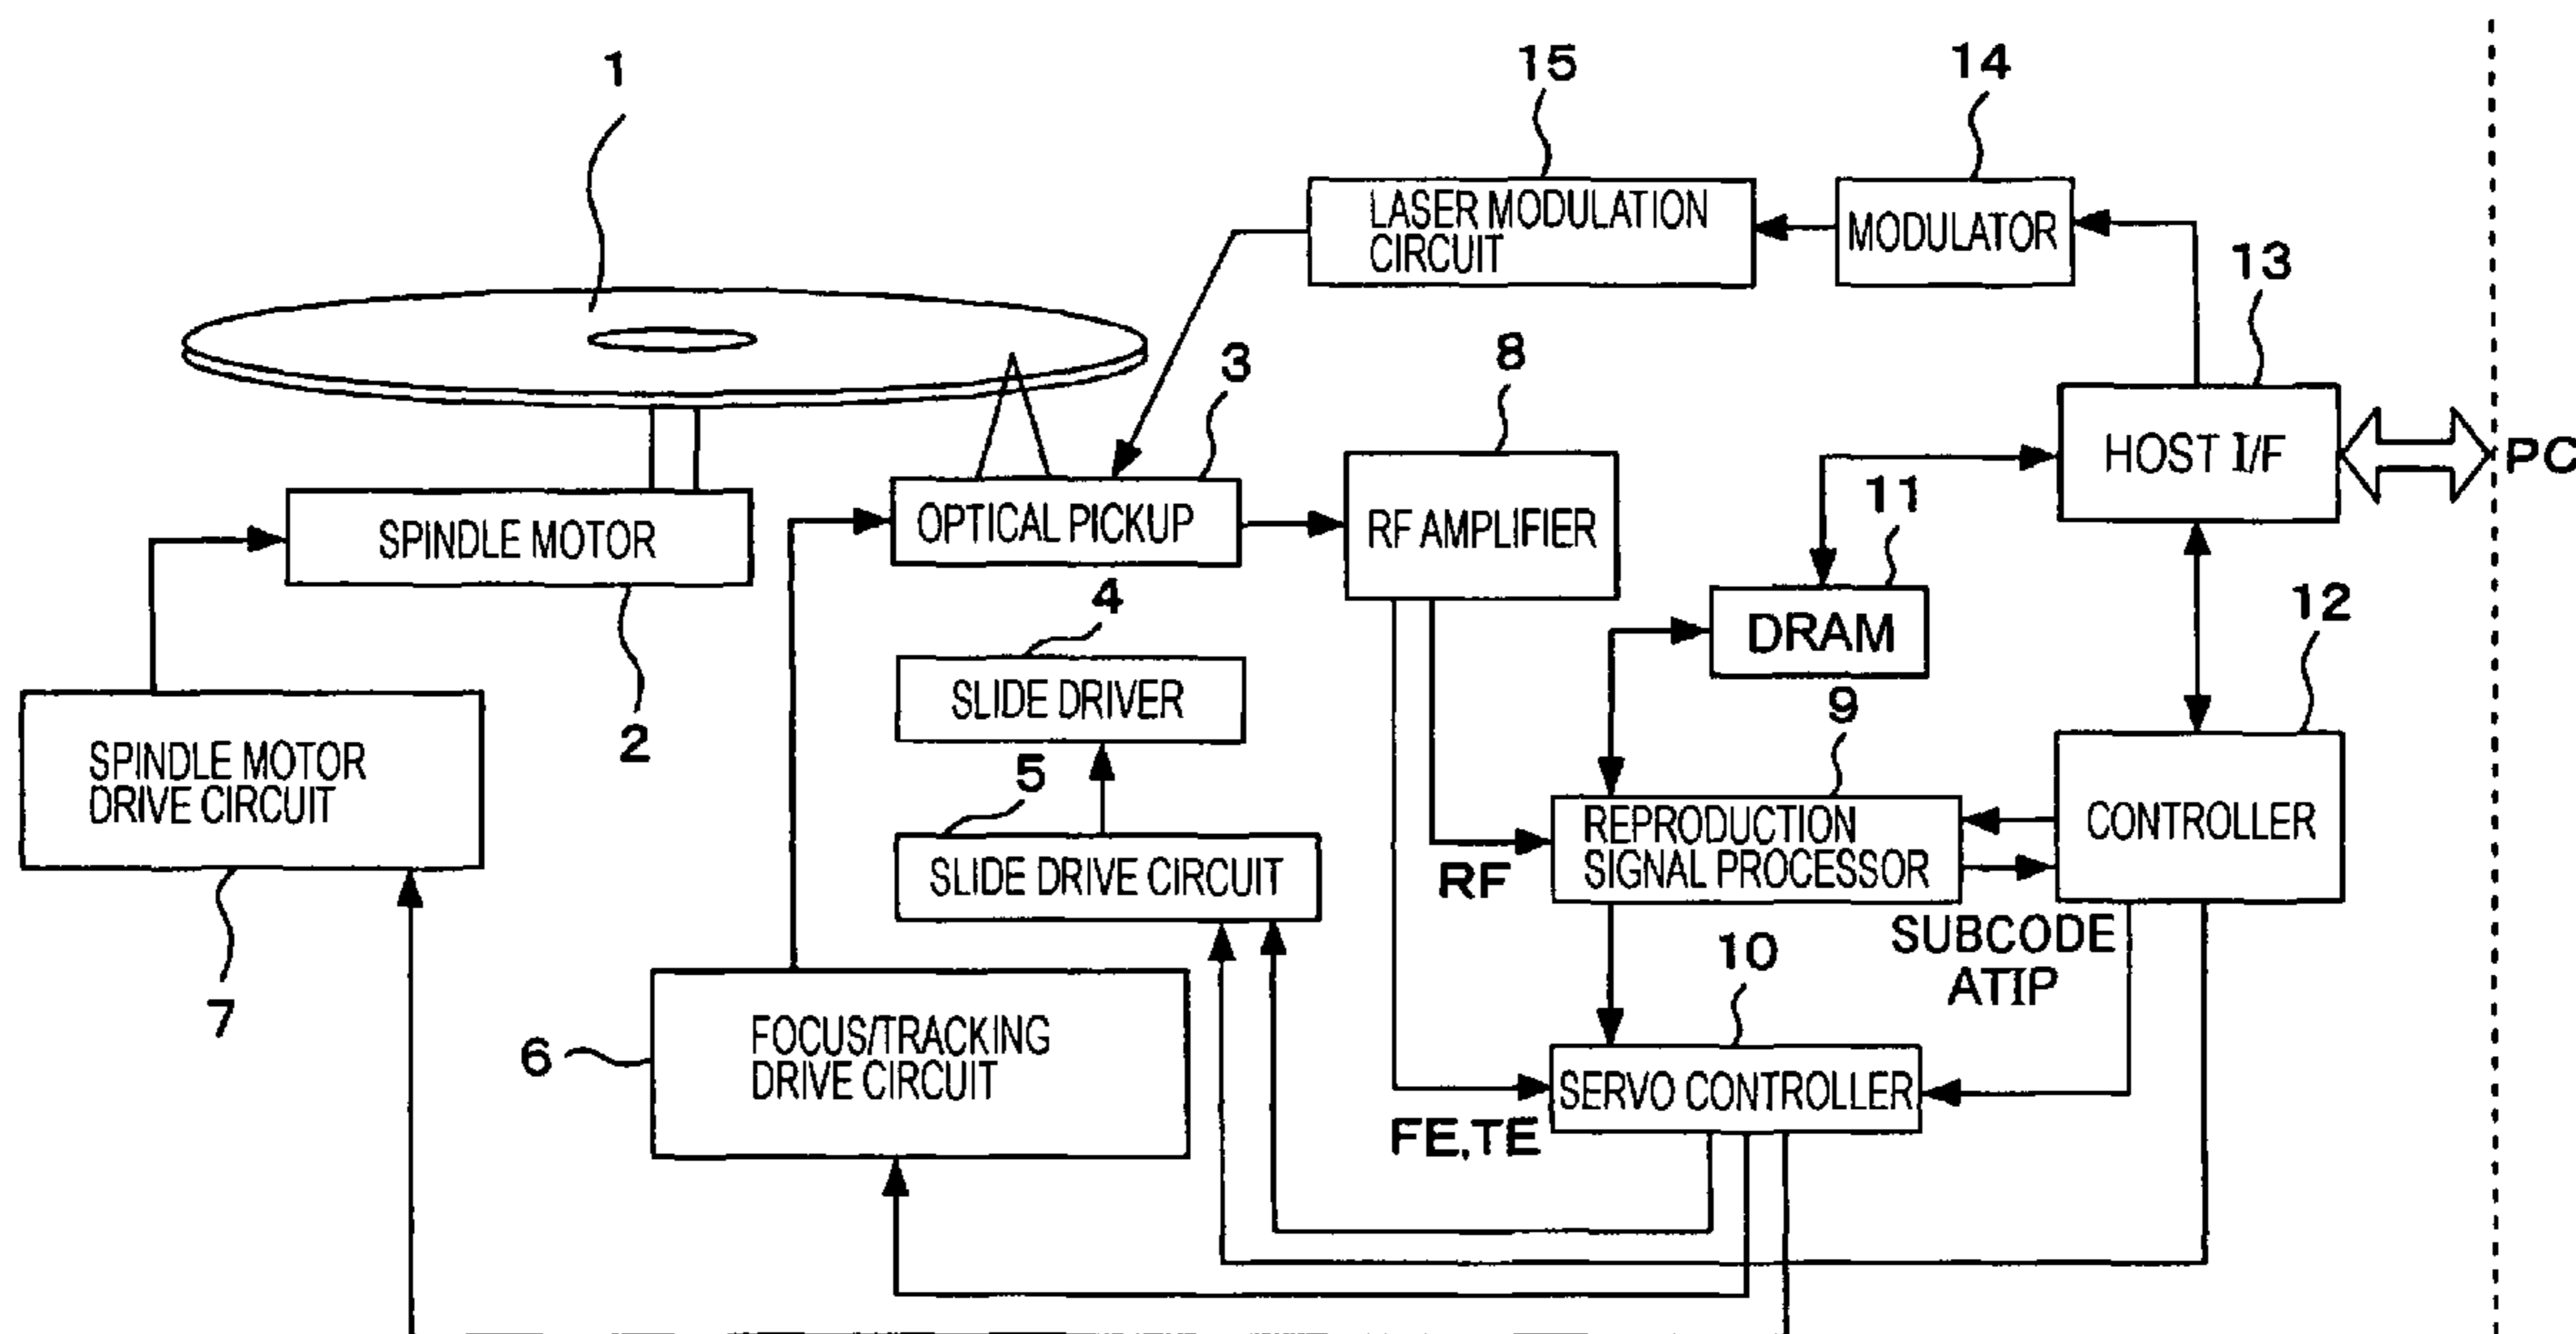 1
15
14
LASER MODULATION
CIRCUIT
MODULATOR
13
3
8
HOST I/F
PC
SPINDLE MOTOR
OPTICAL PICKUP
RF AMPLIFIER
11
4
DRAM
12
2
SLIDE DRIVER
9
SPINDLE MOTOR
DRIVE CIRCUIT
5
REPRODUCTION
SIGNAL PROCESSOR
CONTROLLER
SLIDE DRIVE CIRCUIT
RF
SUBCODE
ATIP
7
10
6
FOCUS/TRACKING
DRIVE CIRCUIT
SERVO CONTROLLER
FE,TE